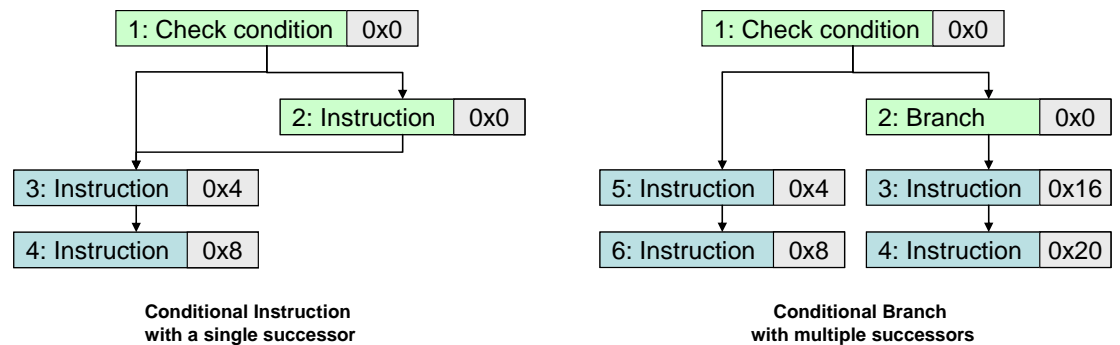 1: Check condition 0x0
2: Instruction 0x0
3: Instruction 0x4
4: Instruction 0x8
Conditional Instruction
with a single successor
1: Check condition 0x0
2: Branch 0x0
5: Instruction 0x4 3: Instruction 0x16
6: Instruction 0x8 4: Instruction 0x20
Conditional Branch
with multiple successors